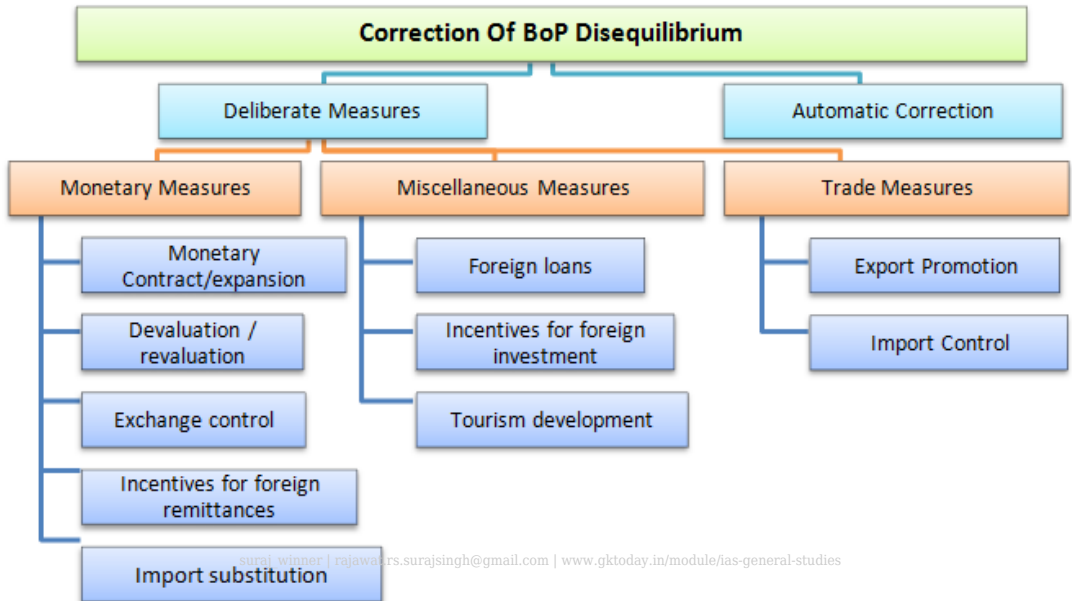 Correction Of BoP Disequilibrium
Deliberate Measures
Automatic Correction
Monetary Measures
Miscellaneous Measures
Trade Measures
Monetary
Contract/expansion
Devaluation /
revaluation
Exchange control
Incentives for foreign
remittances
Import substitution
Foreign loans
Incentives for foreign
investment
Tourism development
Export Promotion
Import Control
suraj_winner | rajawatrs.surajsingh@gmail.com | www.gktoday.in/module/ias-general-studies